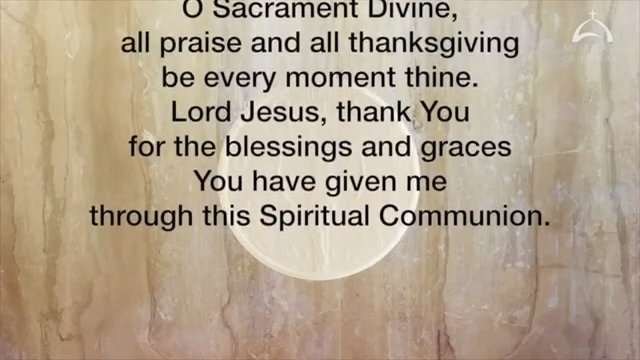 O Sacrament Divine,
all praise and all thanksgiving
be every moment thine.
Lord Jesus, thank You
for the blessings and graces
You have given me
through this Spiritual Communion.